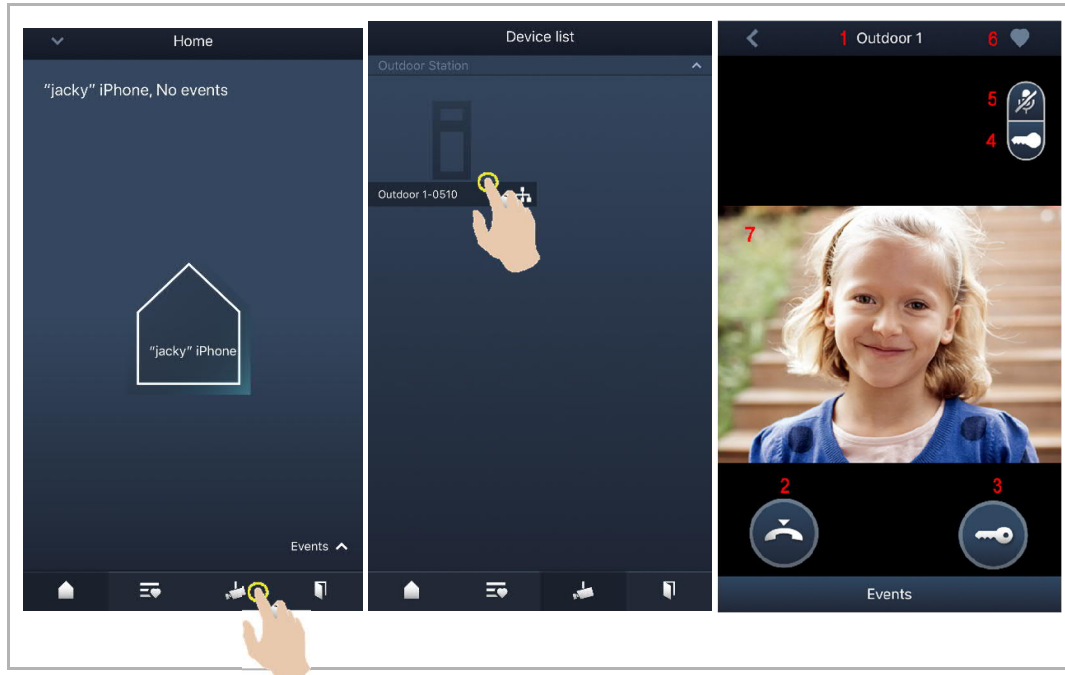 Home
"jacky" iPhone, No events
"jacky" iPhone
Events
Device list
Outdoor Station
Outdoor 1-0510
1 Outdoor 1 6
5
4
7
2 3
Events